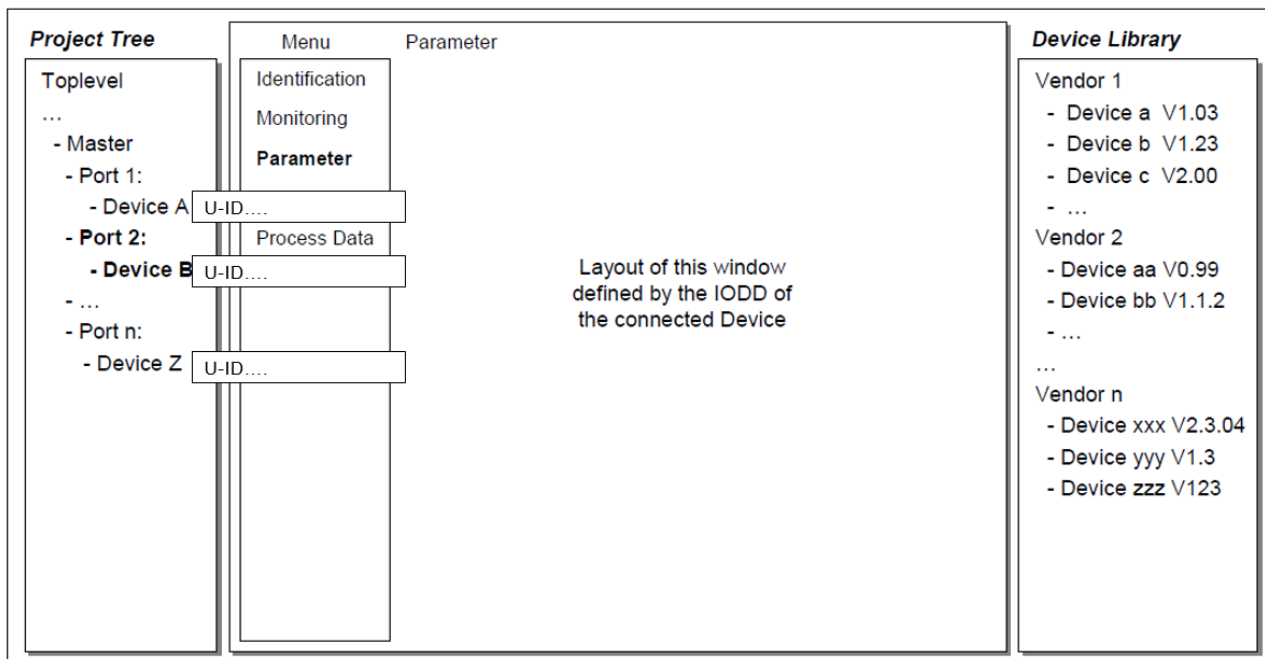 Project Tree
Toplevel
...
- Master
- Port 1:
- Device A
U-ID....
- Port 2:
- Device B
U-ID....
- ...
- Port n:
- Device Z
U-ID....
Menu
Identification
Monitoring
Parameter
Process Data
Parameter
Layout of this window
defined by the IODD of
the connected Device
Device Library
Vendor 1
- Device a V1.03
- Device b V1.23
- Device c V2.00
- ...
Vendor 2
- Device aa V0.99
- Device bb V1.1.2
- ...
...
Vendor n
- Device xxx V2.3.04
- Device yyy V1.3
- Device zzz V123